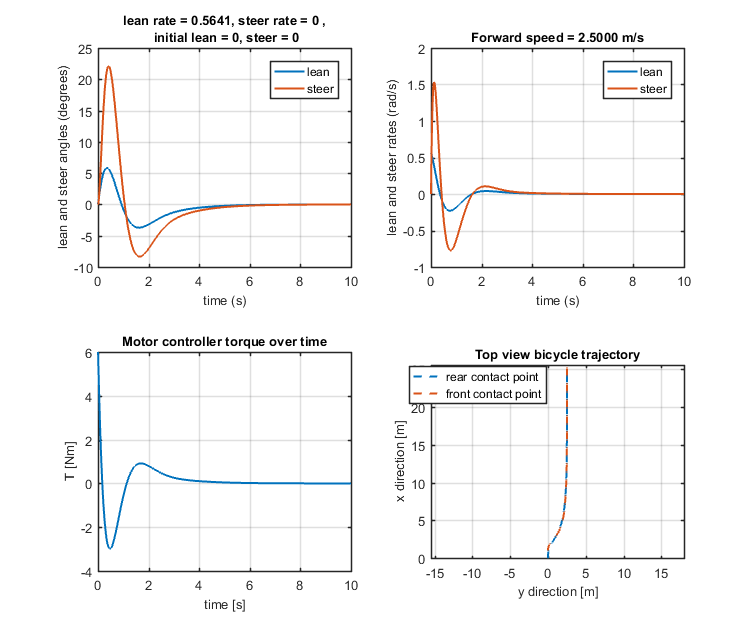 lean rate = 0.5641, steer rate = 0 ,
initial lean = 0, steer = 0
25
20
15
10
5
0
-5
-10
lean and steer angles (degrees)
lean
steer
0 2 4 6 8 10
time (s)
Forward speed = 2.5000 m/s
2
1.5
1
0.5
0
-0.5
-1
lean and steer rates (rad/s)
lean
steer
0 2 4 6 8 10
time (s)
Motor controller torque over time
6
4
2
0
-2
-4
T [Nm]
0 2 4 6 8 10
time [s]
Top view bicycle trajectory
rear contact point
front contact point
20
15
10
5
0
x direction [m]
-15 -10 -5 0 5 10 15
y direction [m]